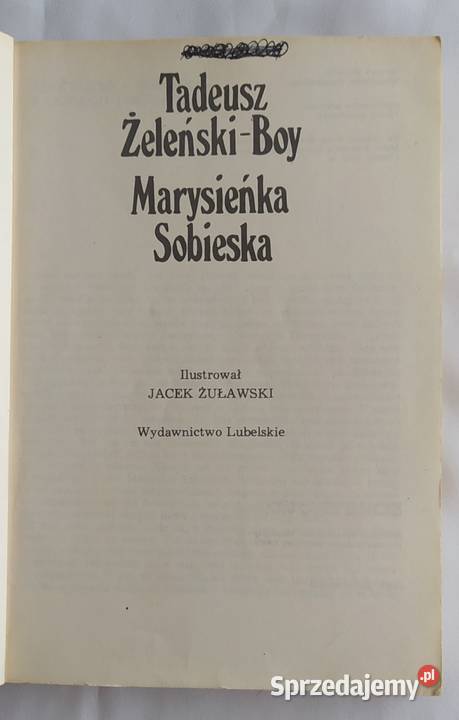 Tadeusz
Żeleński-Boy
Marysieńka
Sobieska
Ilustrował
JACEK ŻUŁAWSKI
Wydawnictwo Lubelskie
Sprzedajemy.pl